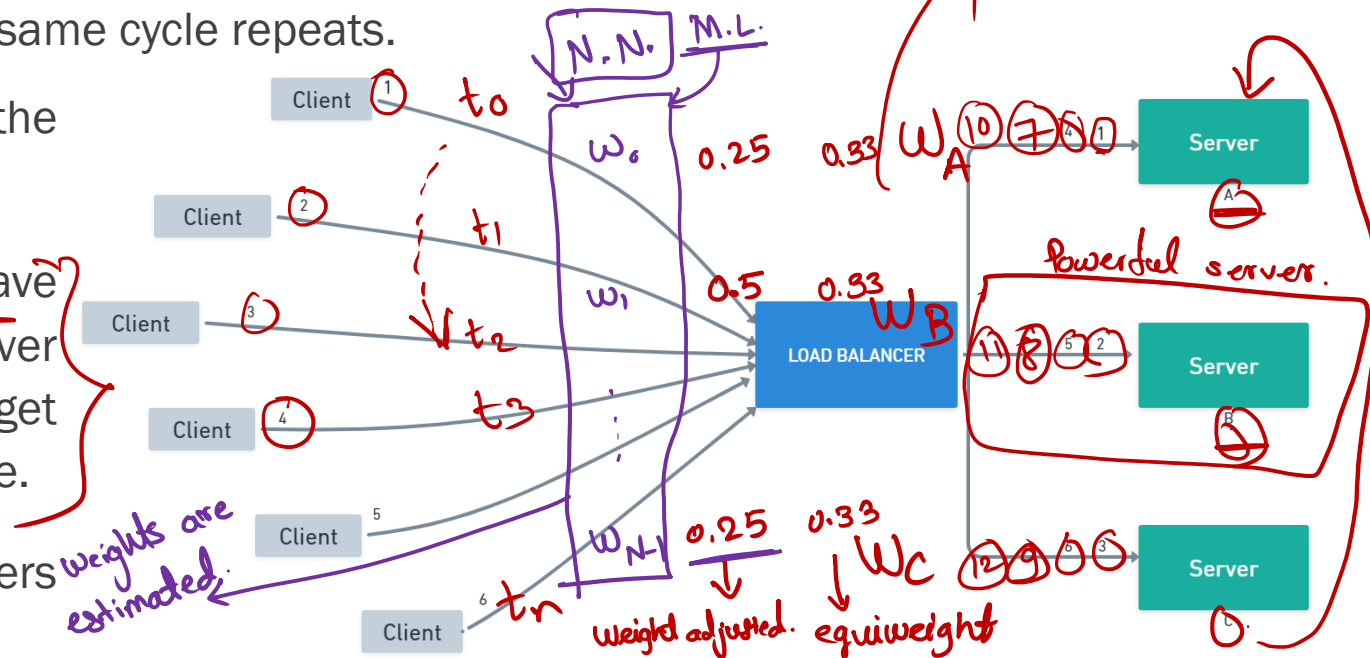 same cycle repeats.
the
ave
ver
get
e.
ers
N.N. M.L.
Client 1 t0
Client 2 t1
Client 3 t2
Client 4 t3
Client 5
Client 6 tn
w0 0.25 0.33 WA
w1 0.5 0.33 WB
wN-1 0.25 0.33 WC
weights are
estimated.
weight adjusted. equiweight
LOAD BALANCER
10 7 4 1
Server
A
Powerful server.
11 8 5 2
Server
B
12 9 6 3
Server
C